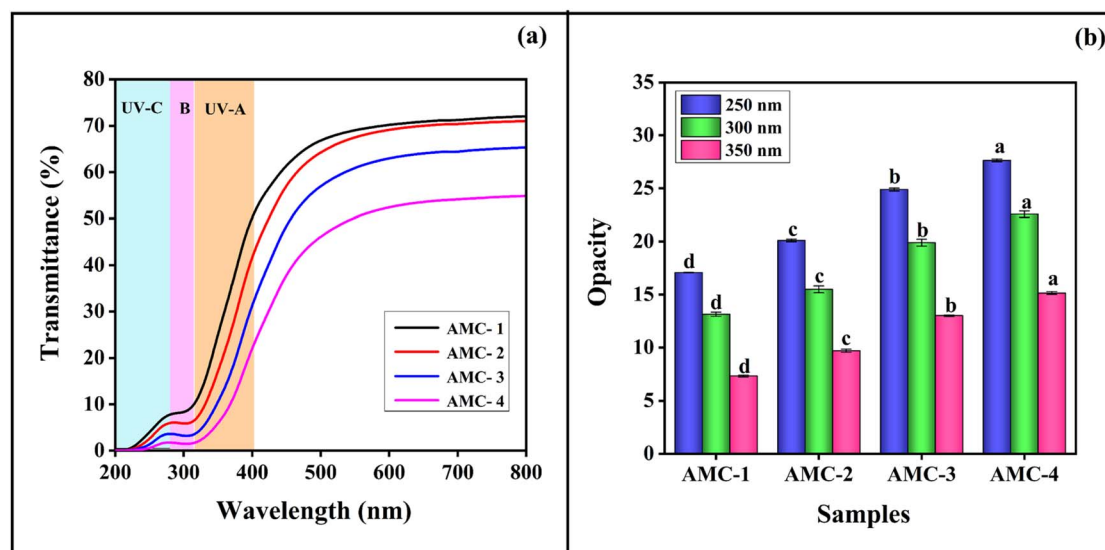 (a)
80
70
60
50
40
30
20
10
0
Transmittance (%)
UV-C B UV-A
AMC- 1
AMC- 2
AMC- 3
AMC- 4
200 300 400 500 600 700 800
Wavelength (nm)
(b)
35
30
25
20
15
10
5
0
Opacity
250 nm
300 nm
350 nm
d d d
c c c
b b b
a a a
AMC-1 AMC-2 AMC-3 AMC-4
Samples